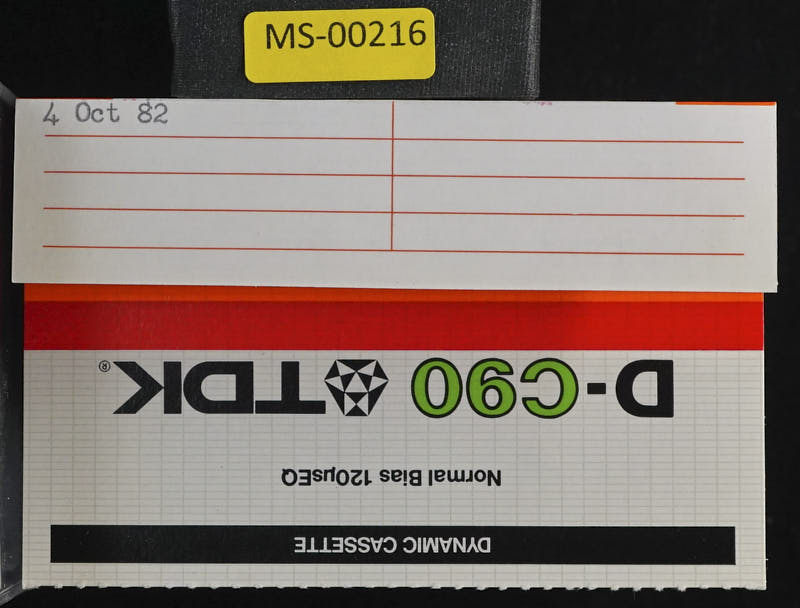 MS-00216
4 Oct 82
D-C90 TDK®
Normal Bias 120µsEQ
DYNAMIC CASSETTE